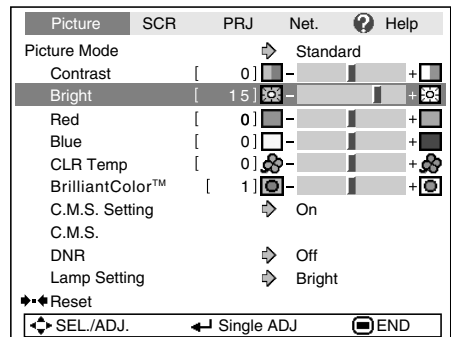 Picture SCR PRJ Net. ? Help
Picture Mode Standard
Contrast [ 0] - +
Bright [ 15] - +
Red [ 0] - +
Blue [ 0] - +
CLR Temp [ 0] - +
BrilliantColor™ [ 1] - +
C.M.S. Setting On
C.M.S.
DNR Off
Lamp Setting Bright
Reset
SEL./ADJ. Single ADJ END